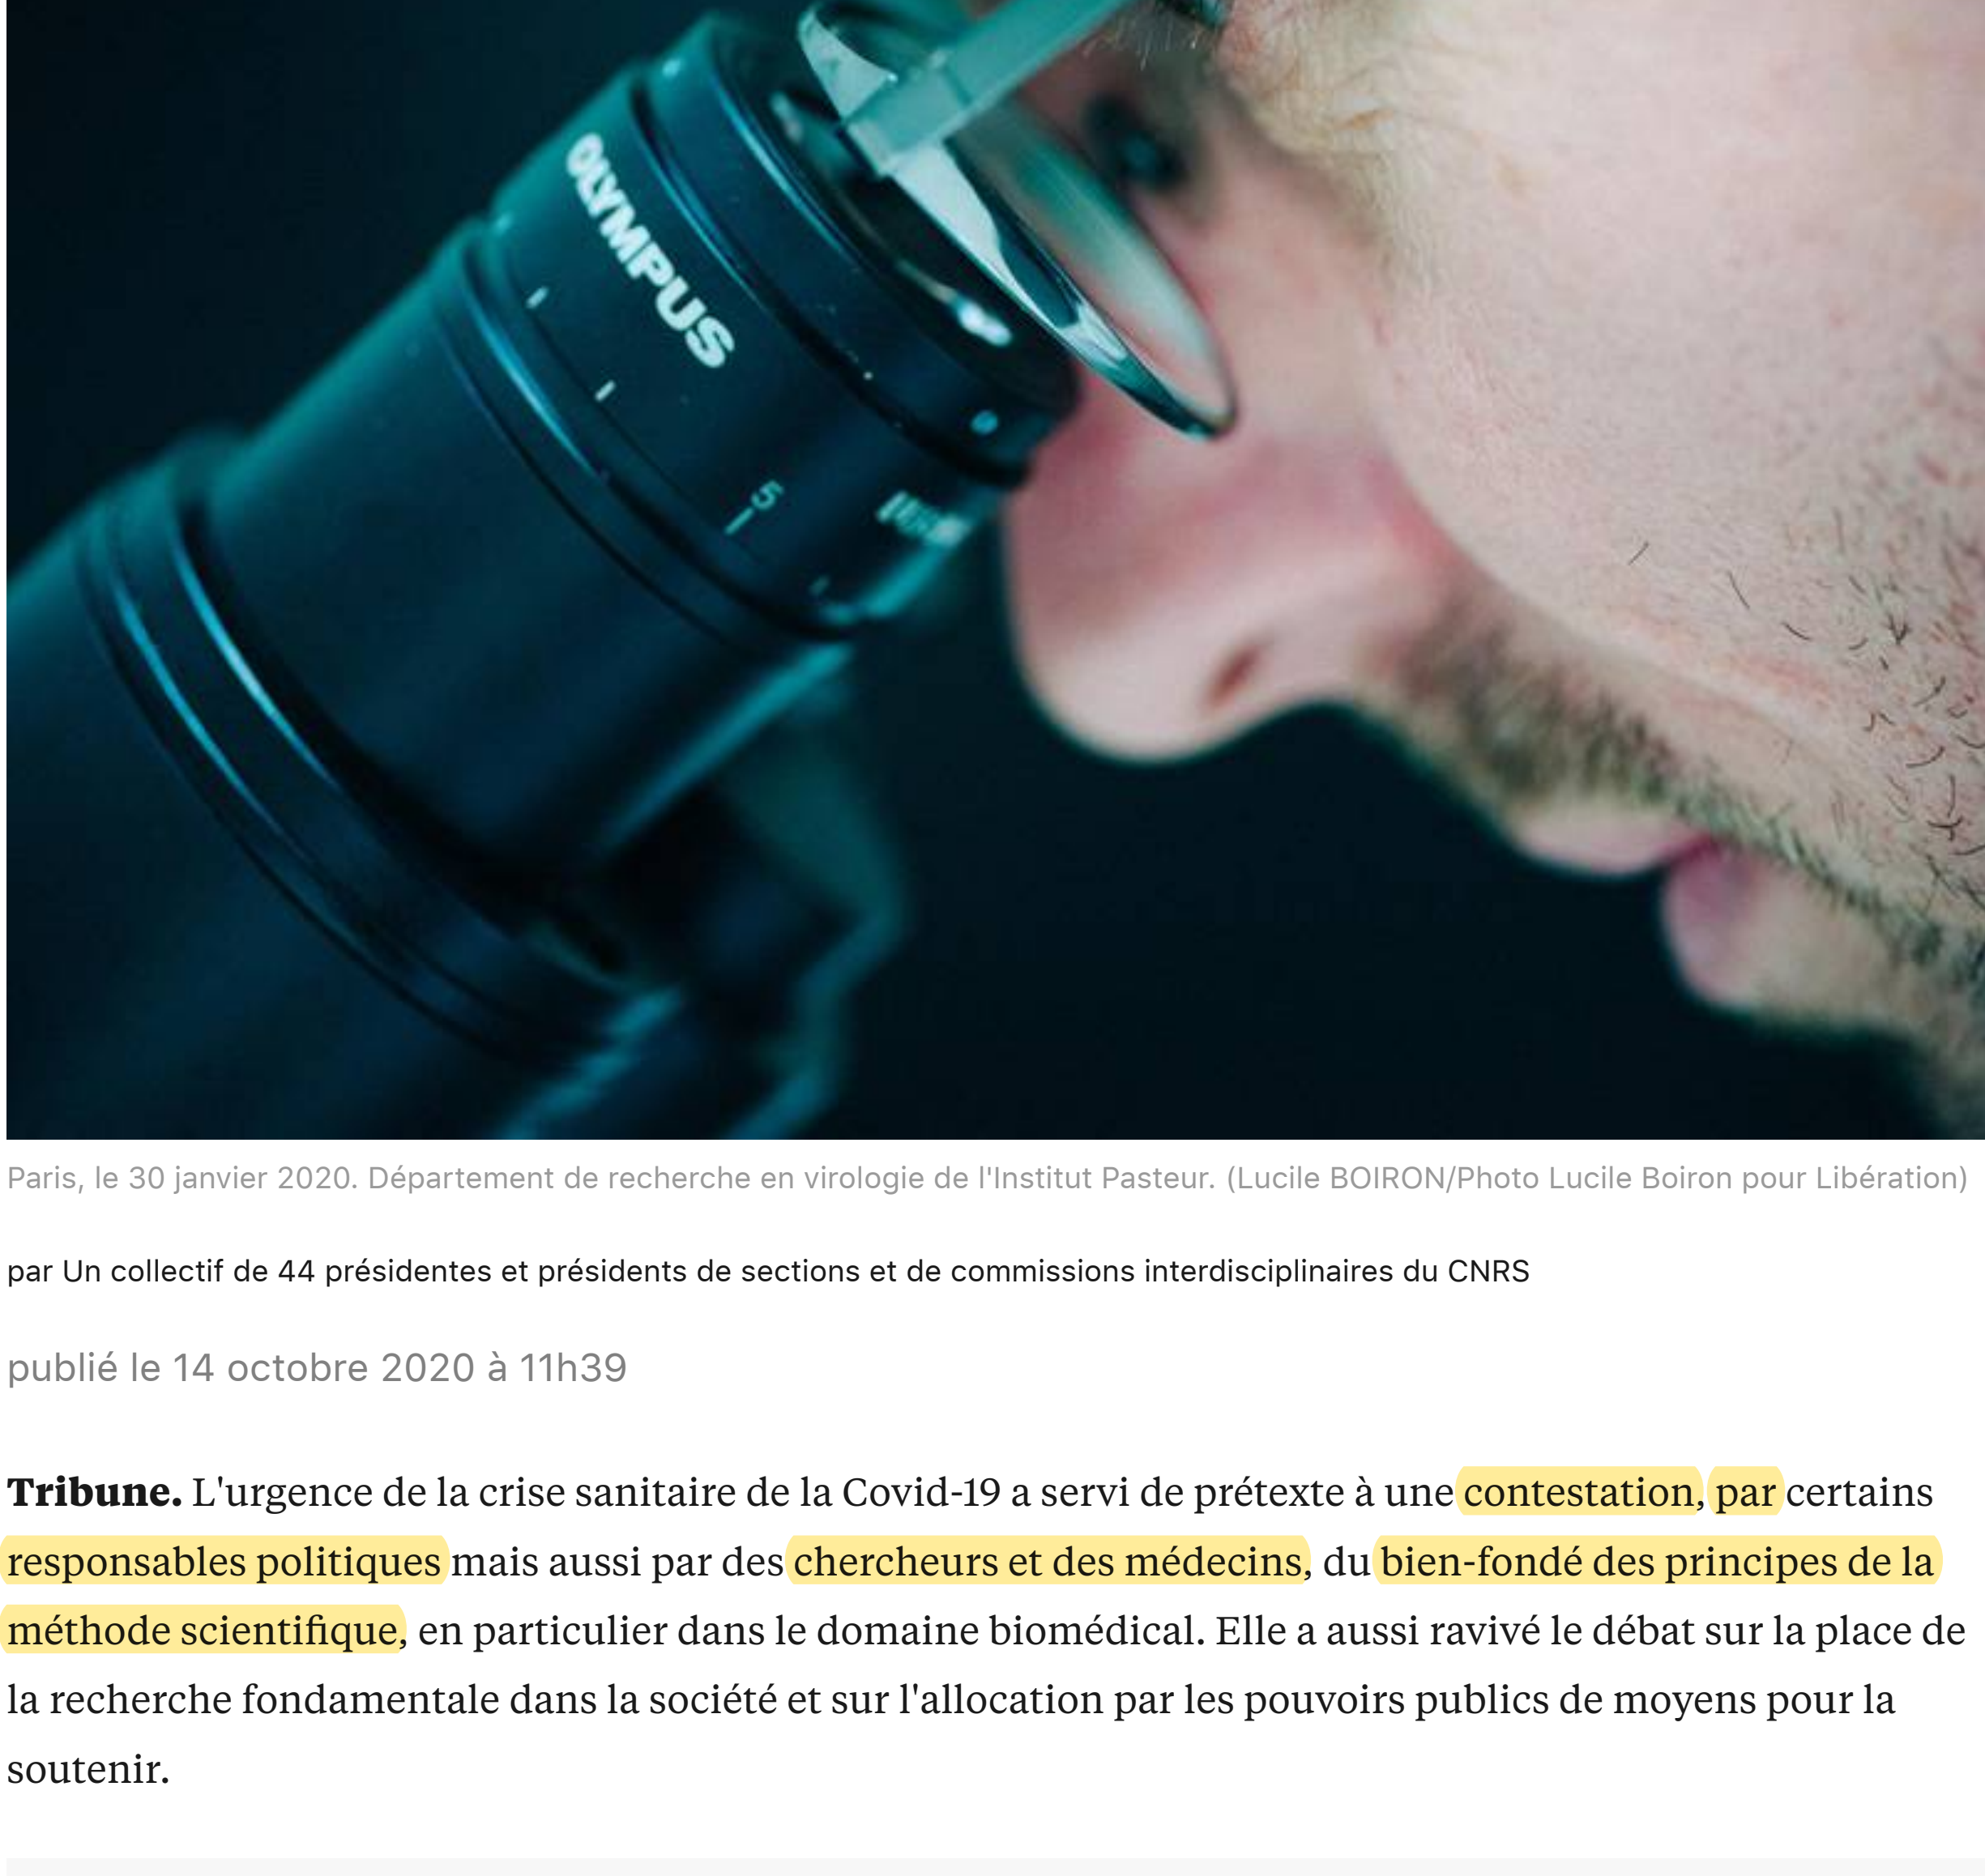 OLYMPUS
5
Paris, le 30 janvier 2020. Département de recherche en virologie de l'Institut Pasteur. (Lucile BOIRON/Photo Lucile Boiron pour Libération)
par Un collectif de 44 présidentes et présidents de sections et de commissions interdisciplinaires du CNRS
publié le 14 octobre 2020 à 11h39
Tribune. L'urgence de la crise sanitaire de la Covid-19 a servi de prétexte à une contestation, par certains
responsables politiques mais aussi par des chercheurs et des médecins, du bien-fondé des principes de la
méthode scientifique, en particulier dans le domaine biomédical. Elle a aussi ravivé le débat sur la place de
la recherche fondamentale dans la société et sur l'allocation par les pouvoirs publics de moyens pour la
soutenir.